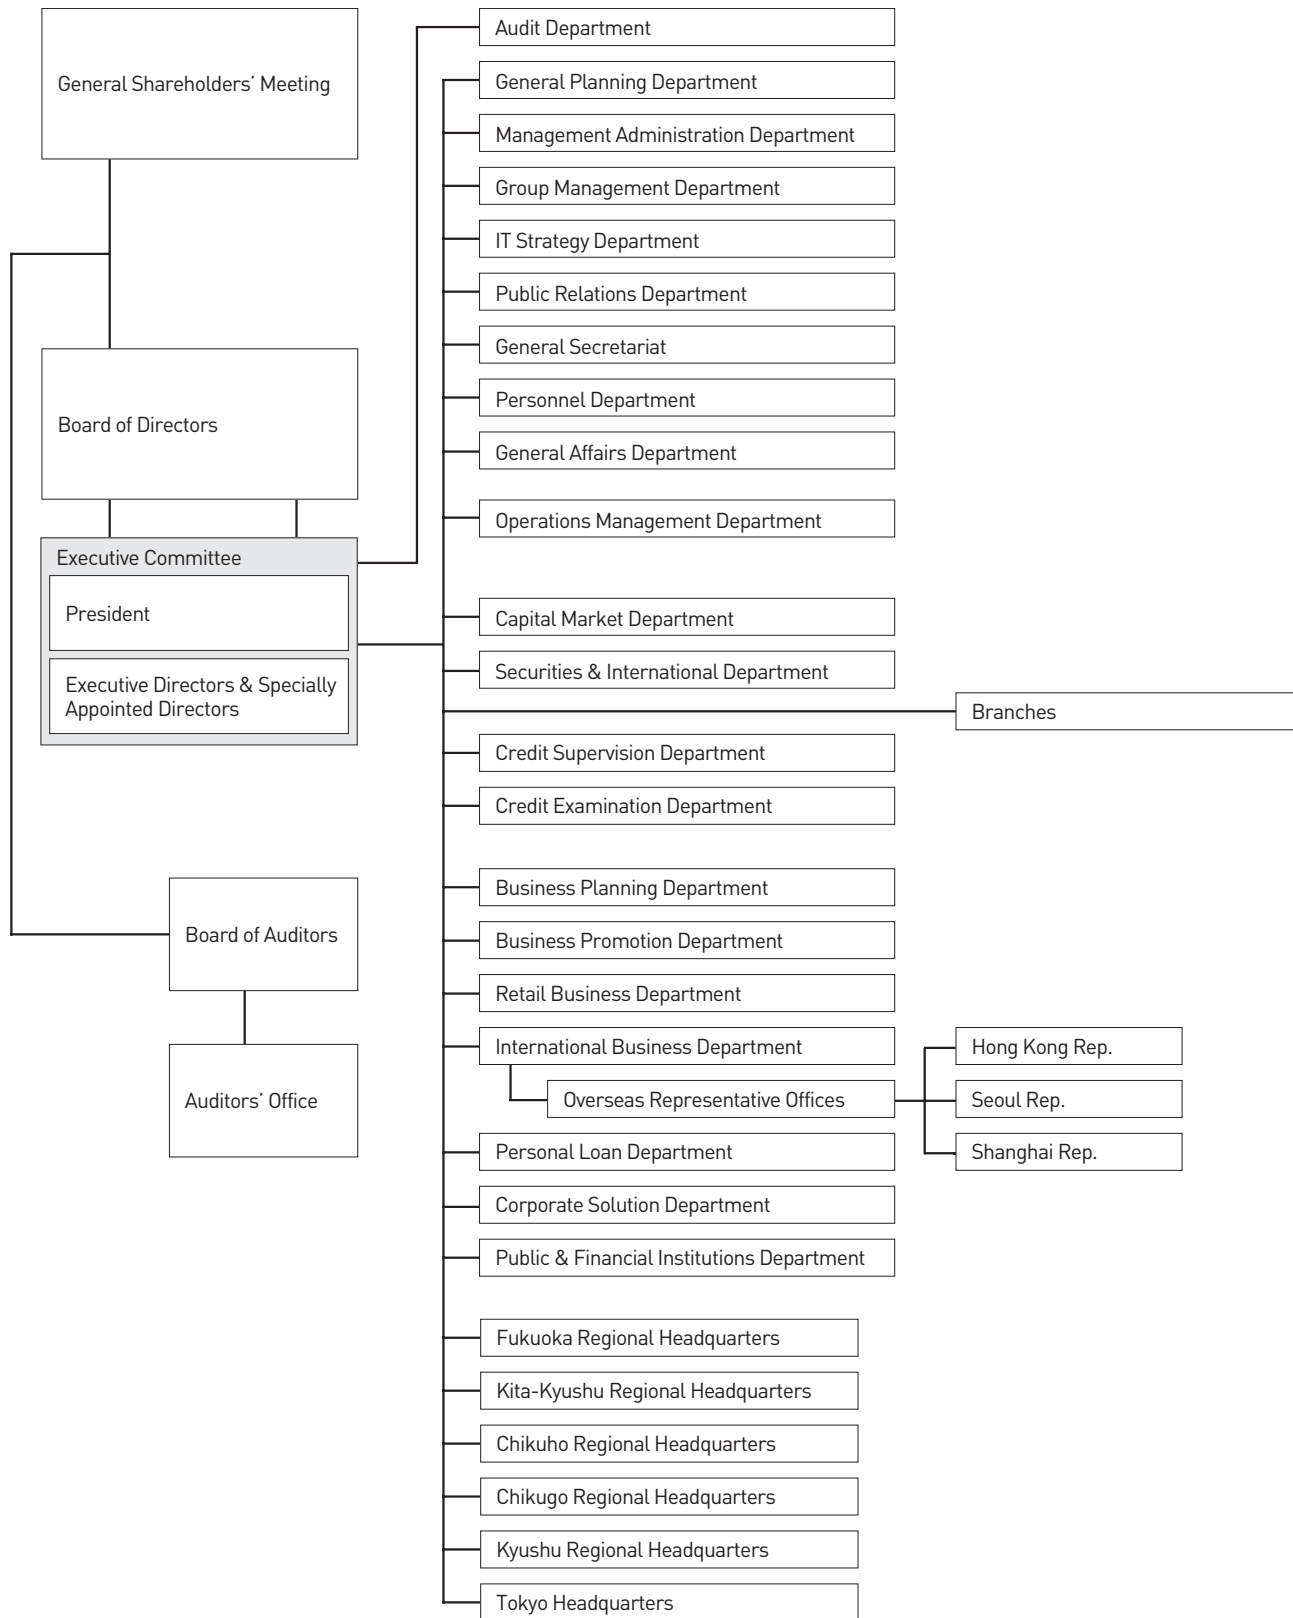 General Shareholders’ Meeting
Board of Directors
Executive Committee
President
Executive Directors & Specially
Appointed Directors
Board of Auditors
Auditors’ Office
Audit Department
General Planning Department
Management Administration Department
Group Management Department
IT Strategy Department
Public Relations Department
General Secretariat
Personnel Department
General Affairs Department
Operations Management Department
Capital Market Department
Securities & International Department
Branches
Credit Supervision Department
Credit Examination Department
Business Planning Department
Business Promotion Department
Retail Business Department
International Business Department
Overseas Representative Offices
Hong Kong Rep.
Seoul Rep.
Shanghai Rep.
Personal Loan Department
Corporate Solution Department
Public & Financial Institutions Department
Fukuoka Regional Headquarters
Kita-Kyushu Regional Headquarters
Chikuho Regional Headquarters
Chikugo Regional Headquarters
Kyushu Regional Headquarters
Tokyo Headquarters